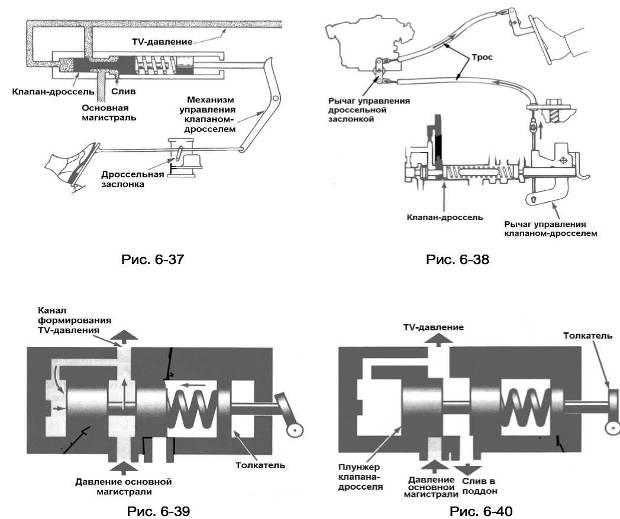 TV-давление
Клапан-дроссель
Слив
Основная
магистраль
Механизм
управления
клапаном-
дросселем
Дроссельная
заслонка
Рис. 6-37
Трос
Рычаг управления
дроссельной
заслонкой
Клапан-дроссель
Рычаг управления
клапаном-дросселем
Рис. 6-38
Канал
формирования
TV-давления
Толкатель
Давление основной
магистрали
Рис. 6-39
TV-давление
Толкатель
Плунжер
клапана-
дросселя
Давление
основной
магистрали
Слив в
поддон
Рис. 6-40